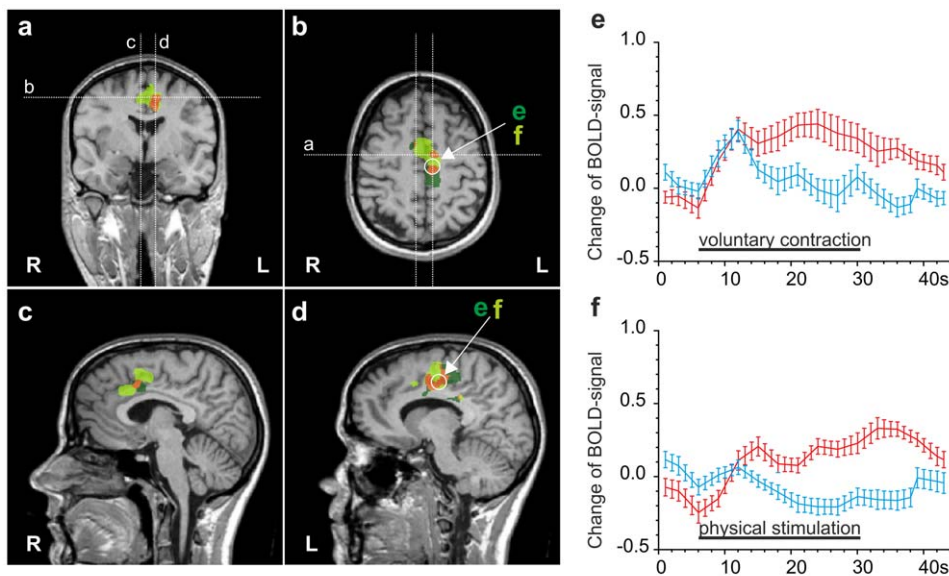 a
c
d
b
R
L
b
a
e
f
R
L
c
R
d
e f
L
e
Change of BOLD-signal
1.0
0.5
0.0
-0.5
voluntary contraction
0
10
20
30
40s
f
Change of BOLD-signal
1.0
0.5
0.0
-0.5
physical stimulation
0
10
20
30
40s